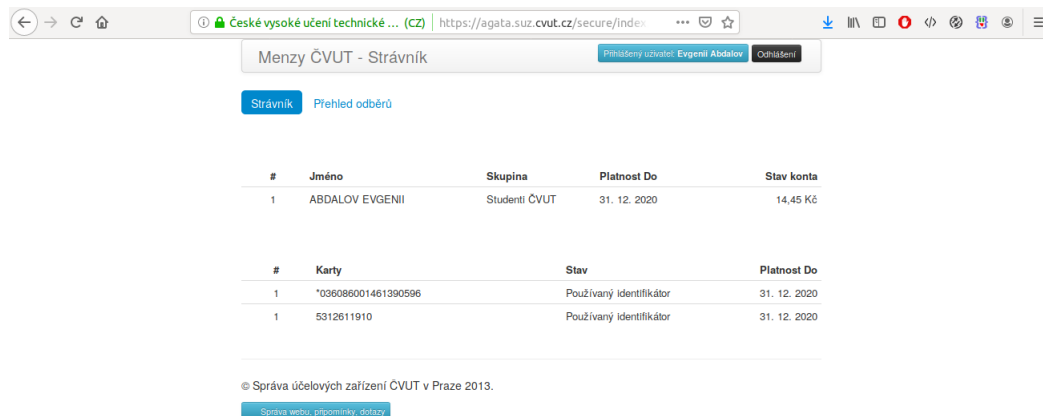 České vysoké učení technické … (CZ) https://agata.suz.cvut.cz/secure/index
Menzy ČVUT - Strávník Přihlášený uživatel: Evgenii Abdalov Odhlášení
Strávník Přehled odběrů
# Jméno Skupina Platnost Do Stav konta
1 ABDALOV EVGENII Studenti ČVUT 31. 12. 2020 14,45 Kč
# Karty Stav Platnost Do
1 *036086001461390596 Používaný identifikátor 31. 12. 2020
1 5312611910 Používaný identifikátor 31. 12. 2020
© Správa účelových zařízení ČVUT v Praze 2013.
Správa webu, připomínky, dotazy